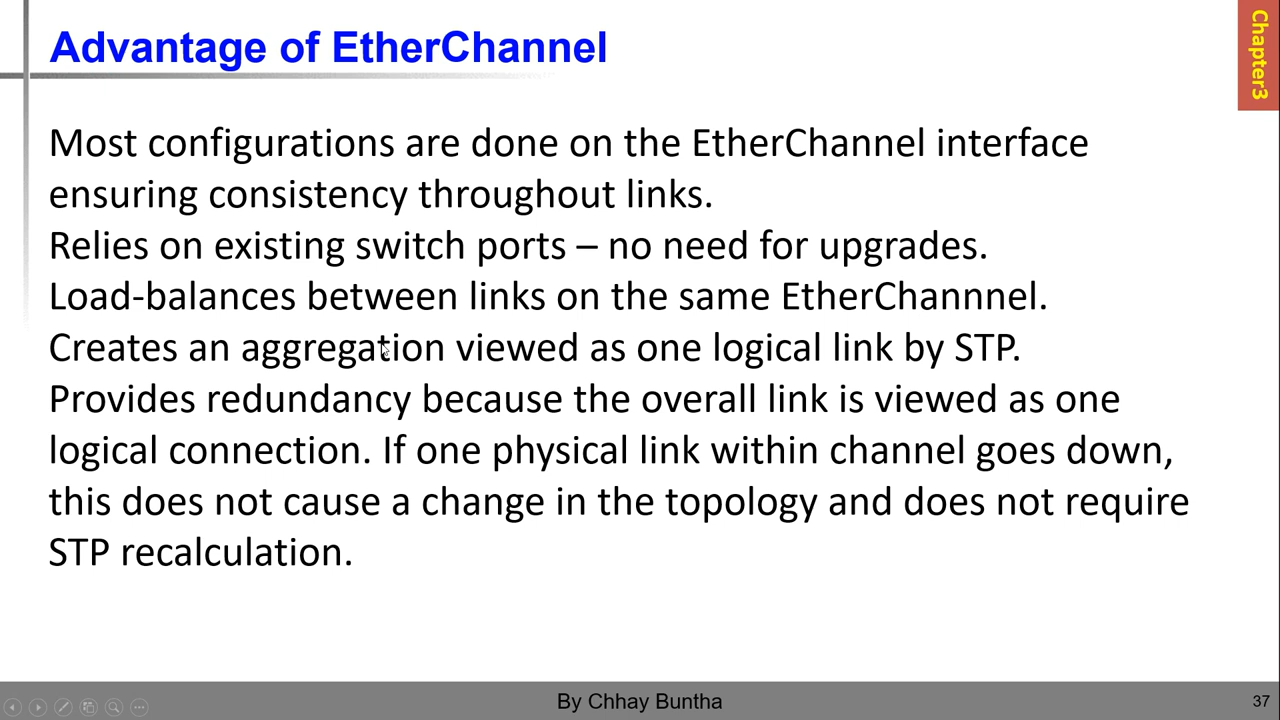 Advantage of EtherChannel
Chapter3
Most configurations are done on the EtherChannel interface
ensuring consistency throughout links.
Relies on existing switch ports – no need for upgrades.
Load-balances between links on the same EtherChannnel.
Creates an aggregation viewed as one logical link by STP.
Provides redundancy because the overall link is viewed as one
logical connection. If one physical link within channel goes down,
this does not cause a change in the topology and does not require
STP recalculation.
By Chhay Buntha
37